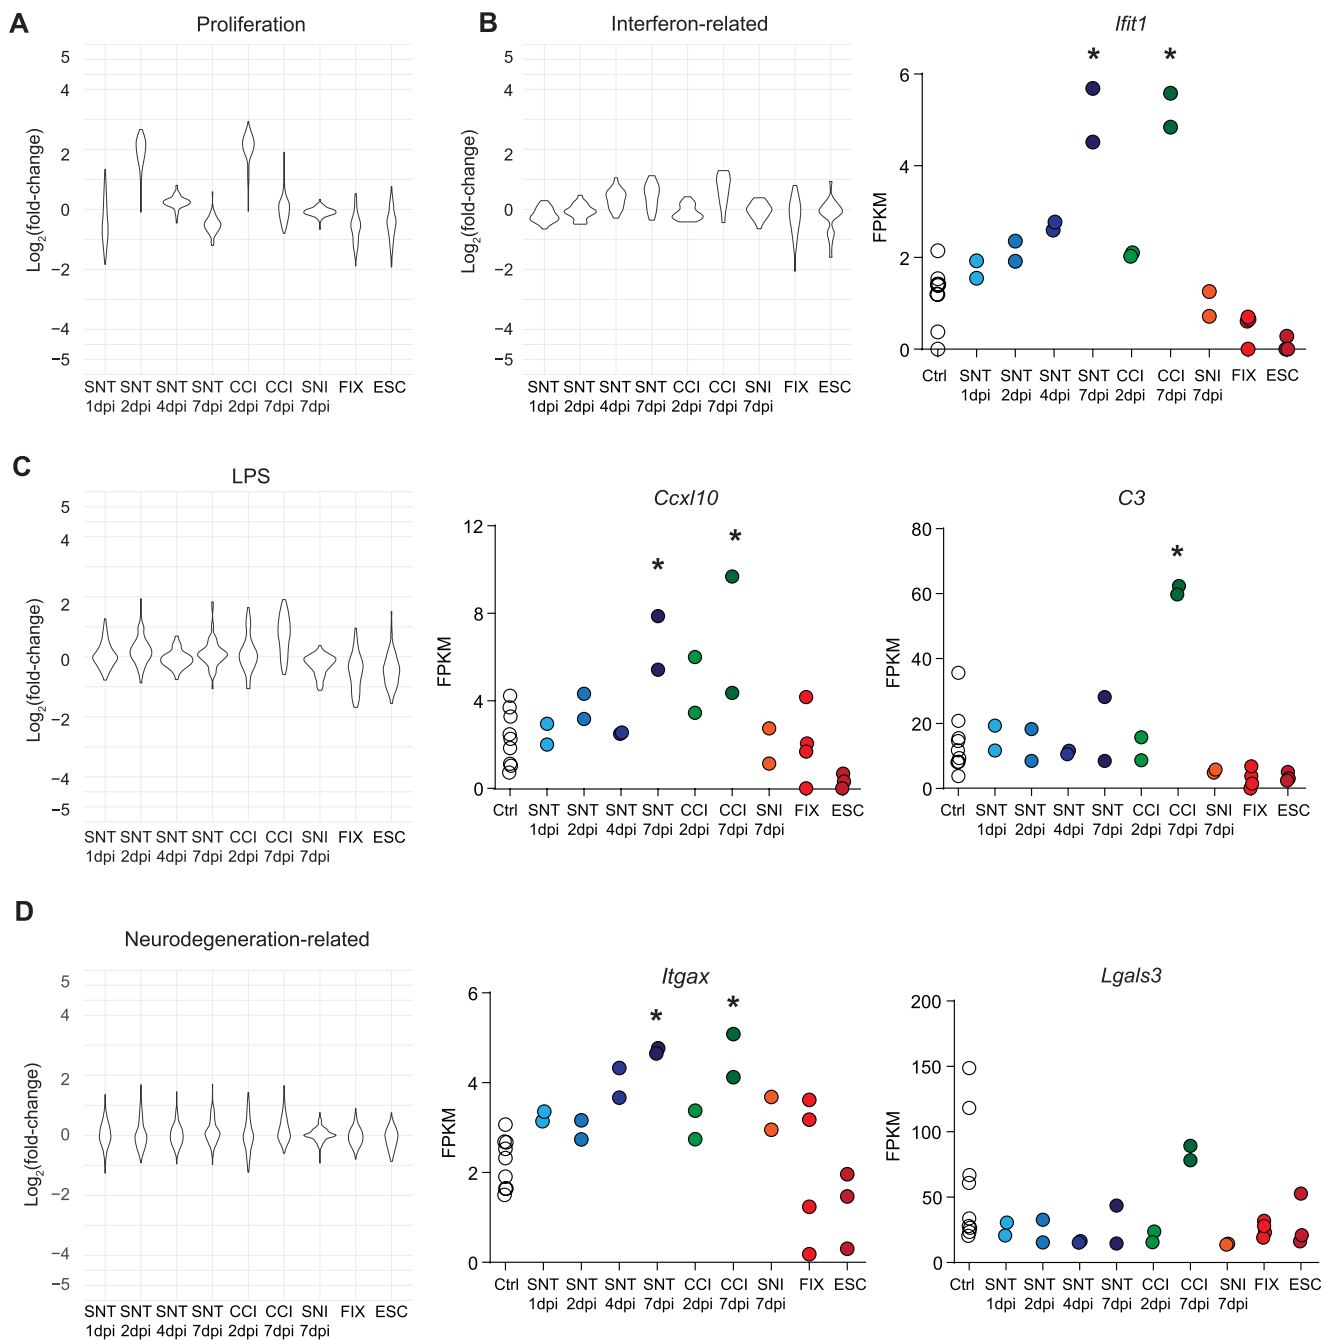 A
Proliferation
5
4
2
0
−2
−4
−5
Log2(fold-change)
SNT SNT SNT SNT CCI CCI SNI FIX ESC
1dpi 2dpi 4dpi 7dpi 2dpi 7dpi 7dpi
B
Interferon-related
5
4
2
0
−2
−4
−5
Log2(fold-change)
SNT SNT SNT SNT CCI CCI SNI FIX ESC
1dpi 2dpi 4dpi 7dpi 2dpi 7dpi 7dpi
Ifit1
* *
6
4
2
0
FPKM
Ctrl SNT SNT SNT SNT CCI CCI SNI FIX ESC
1dpi 2dpi 4dpi 7dpi 2dpi 7dpi 7dpi
C
LPS
5
4
2
0
−2
−4
−5
Log2(fold-change)
SNT SNT SNT SNT CCI CCI SNI FIX ESC
1dpi 2dpi 4dpi 7dpi 2dpi 7dpi 7dpi
Ccxl10
* *
12
8
4
0
FPKM
Ctrl SNT SNT SNT SNT CCI CCI SNI FIX ESC
1dpi 2dpi 4dpi 7dpi 2dpi 7dpi 7dpi
C3
*
80
60
40
20
0
FPKM
Ctrl SNT SNT SNT SNT CCI CCI SNI FIX ESC
1dpi 2dpi 4dpi 7dpi 2dpi 7dpi 7dpi
D
Neurodegeneration-related
5
4
2
0
−2
−4
−5
Log2(fold-change)
SNT SNT SNT SNT CCI CCI SNI FIX ESC
1dpi 2dpi 4dpi 7dpi 2dpi 7dpi 7dpi
Itgax
* *
6
4
2
0
FPKM
Ctrl SNT SNT SNT SNT CCI CCI SNI FIX ESC
1dpi 2dpi 4dpi 7dpi 2dpi 7dpi 7dpi
Lgals3
200
150
100
50
0
FPKM
Ctrl SNT SNT SNT SNT CCI CCI SNI FIX ESC
1dpi 2dpi 4dpi 7dpi 2dpi 7dpi 7dpi